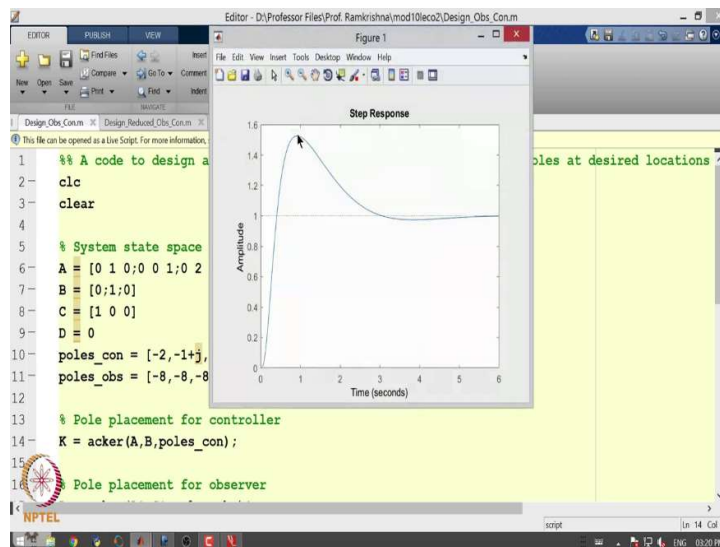 Editor - D:\Professor Files\Prof. Ramkrishna\mod10leco2\Design_Obs_Con.m
EDITOR PUBLISH VIEW
New Open Save
Find Files
Compare
Print
Go To
Find
Insert
Comment
Indent
FILE NAVIGATE
Design_Obs_Con.m Design_Reduced_Obs_Con.m
This file can be opened as a Live Script. For more information,
Figure 1
File Edit View Insert Tools Desktop Window Help
Step Response
Amplitude
1.6
1.4
1.2
1
0.8
0.6
0.4
0.2
0
0 1 2 3 4 5 6
Time (seconds)
1 %% A code to design a oles at desired locations
2 clc
3 clear
4
5 % System state space
6 A = [0 1 0;0 0 1;0 2
7 B = [0;1;0]
8 C = [1 0 0]
9 D = 0
10 poles_con = [-2,-1+j,
11 poles_obs = [-8,-8,-8
12
13 % Pole placement for controller
14 K = acker(A,B,poles_con);
15
16 Pole placement for observer
NPTEL
script Ln 14 Col
ENG 03:20 PM